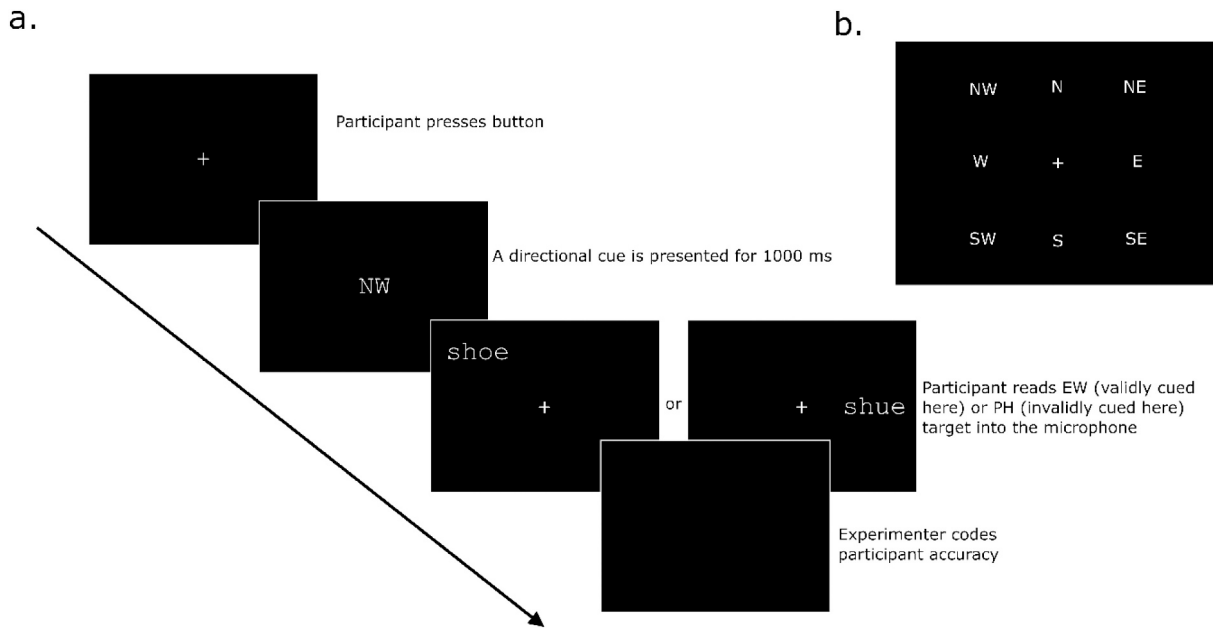 a.
b.
+
Participant presses button
NW
A directional cue is presented for 1000 ms
shoe
+
or
+ shue
Participant reads EW (validly cued
here) or PH (invalidly cued here)
target into the microphone
Experimenter codes
participant accuracy
NW N NE
W + E
SW S SE